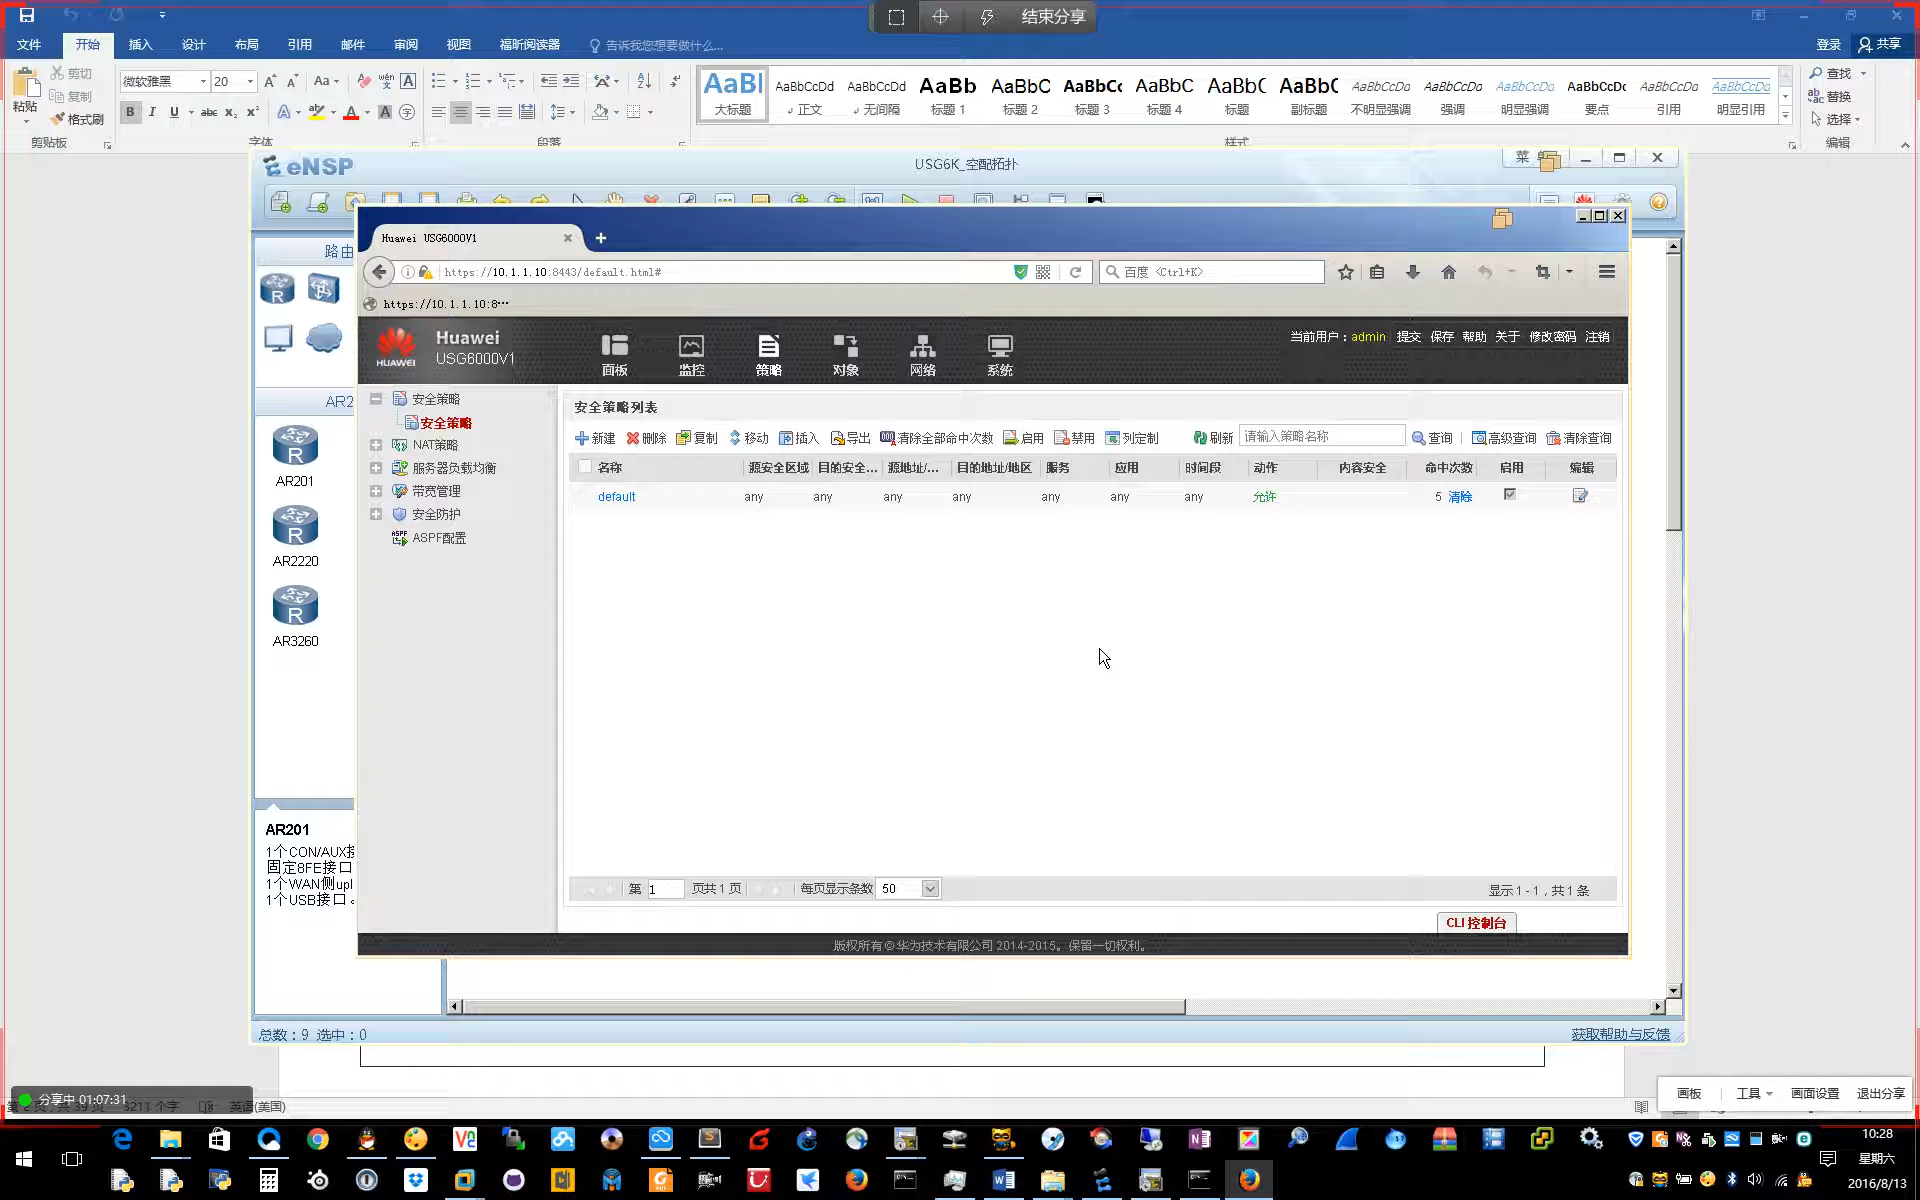 结束分享
文件 开始 插入 设计 布局 引用 邮件 审阅 视图 福昕阅读器 告诉我您想要做什么... 登录 共享
粘贴 剪切 复制 格式刷 剪贴板
微软雅黑 20 字体 段落
AaBl AaBbCcDd AaBbCcDd AaBb AaBbC AaBbCc AaBbC AaBbC AaBbC AaBbCcDd AaBbCcDd AaBbCcDd AaBbCcDc AaBbCcDd AaBbCcDd
大标题 正文 无间隔 标题 1 标题 2 标题 3 标题 4 标题 副标题 不明显强调 强调 明显强调 要点 引用 明显引用
样式
查找 替换 选择 编辑
eNSP USG6K_空配拓扑 菜
Huawei USG6000V1
https://10.1.1.10:8443/default.html# 百度 <Ctrl+K>
https://10.1.1.10:8…
HUAWEI Huawei USG6000V1
面板 监控 策略 对象 网络 系统
当前用户：admin 提交 保存 帮助 关于 修改密码 注销
路由
AR2
AR201
AR2220
AR3260
安全策略
安全策略
NAT策略
服务器负载均衡
带宽管理
安全防护
ASPF配置
安全策略列表
新建 删除 复制 移动 插入 导出 清除全部命中次数 启用 禁用 列定制 刷新 请输入策略名称 查询 高级查询 清除查询
名称 源安全区域 目的安全... 源地址/... 目的地址/地区 服务 应用 时间段 动作 内容安全 命中次数 启用 编辑
default any any any any any any any 允许 5 清除
第 1 页共 1 页 每页显示条数 50 显示 1 - 1，共 1 条
CLI 控制台
版权所有 © 华为技术有限公司 2014-2015。保留一切权利。
AR201
1个CON/AUX接
固定8FE接口
1个WAN侧upl
1个USB接口。
总数：9 选中：0 获取帮助与反馈
分享中 01:07:31
3211 个字 英语(美国)
画板 工具 画面设置 退出分享
10:28
星期六
2016/8/13